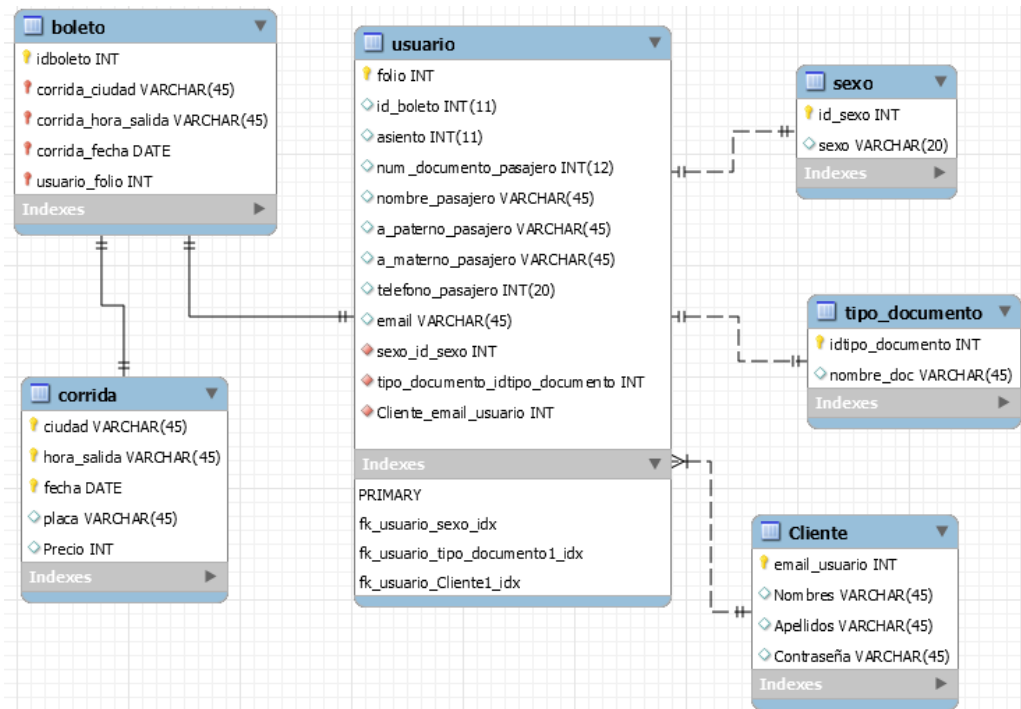 boleto
idboleto INT
corrida_ciudad VARCHAR(45)
corrida_hora_salida VARCHAR(45)
corrida_fecha DATE
usuario_folio INT
Indexes
corrida
ciudad VARCHAR(45)
hora_salida VARCHAR(45)
fecha DATE
placa VARCHAR(45)
Precio INT
Indexes
usuario
folio INT
id_boleto INT(11)
asiento INT(11)
num_documento_pasajero INT(12)
nombre_pasajero VARCHAR(45)
a_paterno_pasajero VARCHAR(45)
a_materno_pasajero VARCHAR(45)
telefono_pasajero INT(20)
email VARCHAR(45)
sexo_id_sexo INT
tipo_documento_idtipo_documento INT
Cliente_email_usuario INT
Indexes
PRIMARY
fk_usuario_sexo_idx
fk_usuario_tipo_documento1_idx
fk_usuario_Cliente1_idx
sexo
id_sexo INT
sexo VARCHAR(20)
Indexes
tipo_documento
idtipo_documento INT
nombre_doc VARCHAR(45)
Indexes
Cliente
email_usuario INT
Nombres VARCHAR(45)
Apellidos VARCHAR(45)
Contraseña VARCHAR(45)
Indexes